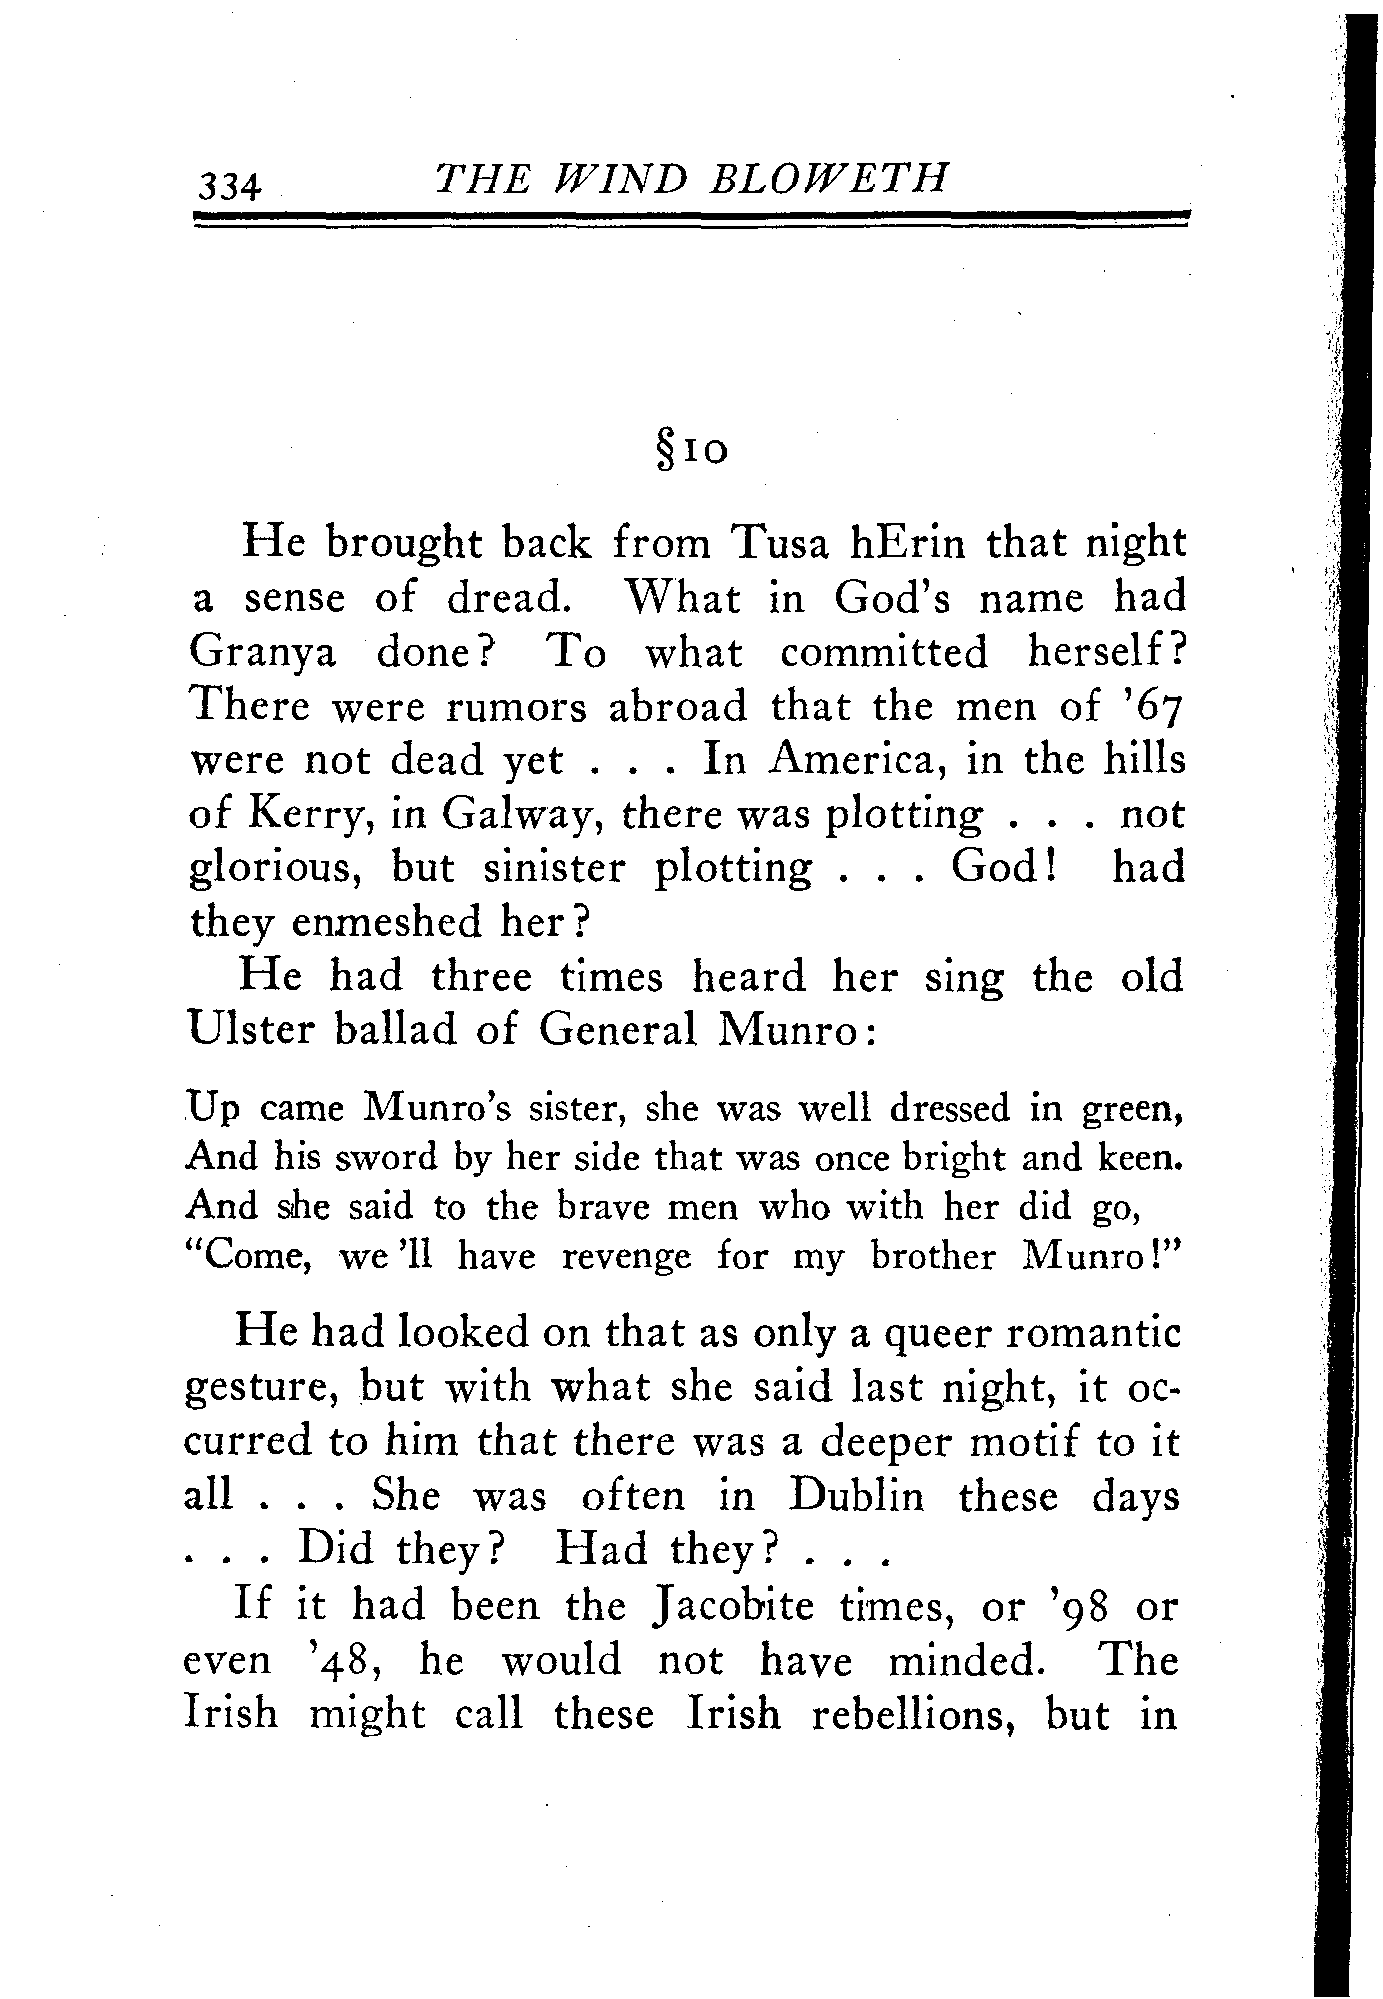 334 THE WIND BLOWETH
§10
He brought back from Tusa hErin that night
a sense of dread. What in God's name had
Granya done? To what committed herself?
There were rumors abroad that the men of '67
were not dead yet . . . In America, in the hills
of Kerry, in Galway, there was plotting . . . not
glorious, but sinister plotting . . . God! had
they enmeshed her?
He had three times heard her sing the old
Ulster ballad of General Munro:
Up came Munro's sister, she was well dressed in green,
And his sword by her side that was once bright and keen.
And she said to the brave men who with her did go,
"Come, we 'll have revenge for my brother Munro!"
He had looked on that as only a queer romantic
gesture, but with what she said last night, it oc-
curred to him that there was a deeper motif to it
all . . . She was often in Dublin these days
. . . Did they? Had they? . . .
If it had been the Jacobite times, or '98 or
even '48, he would not have minded. The
Irish might call these Irish rebellions, but in